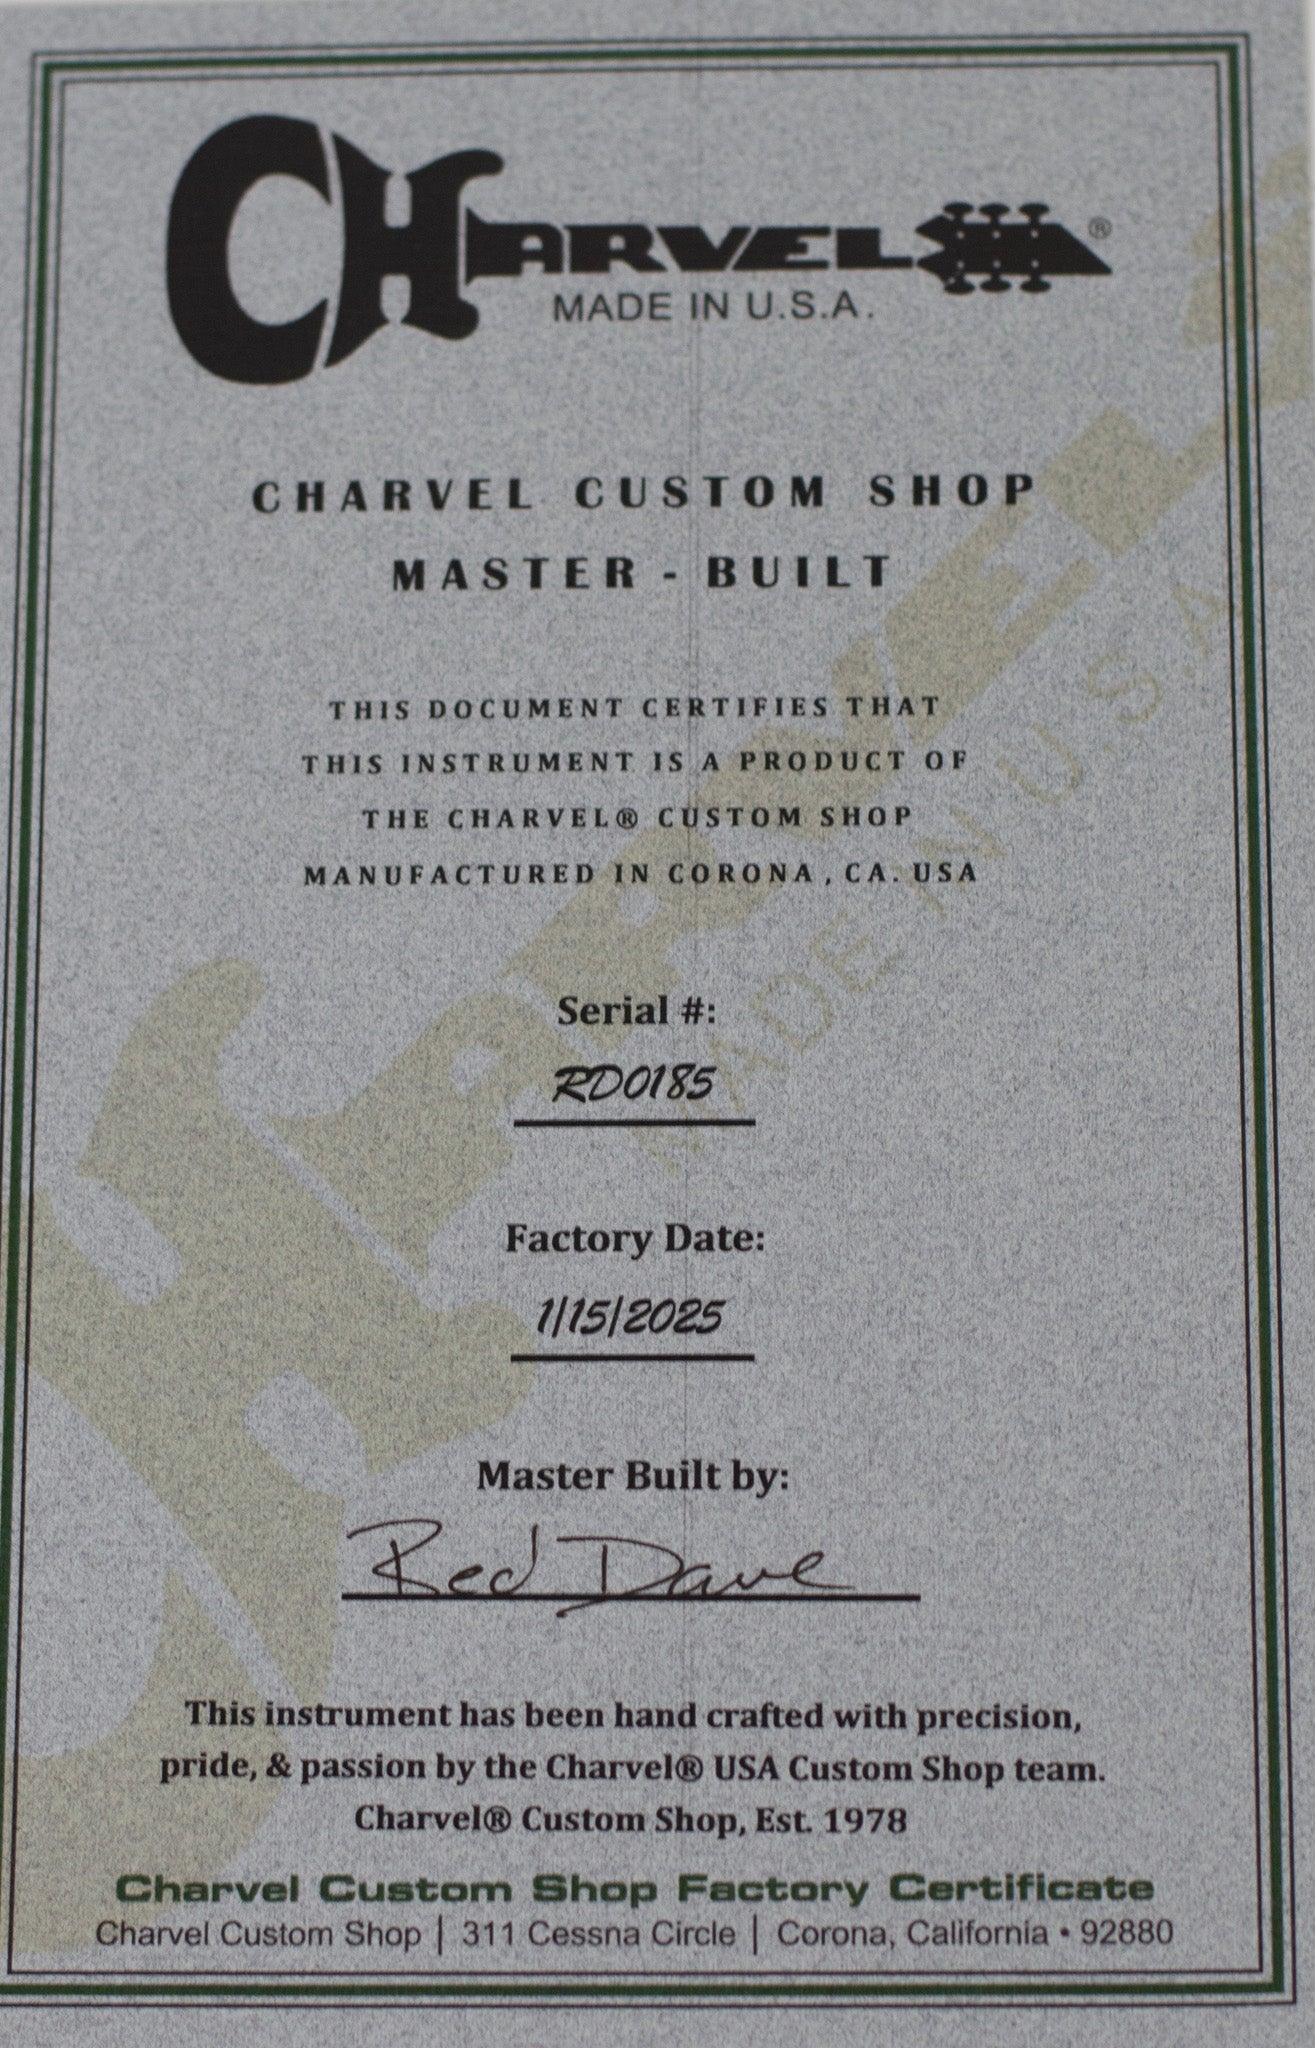 CHARVEL®
MADE IN U.S.A.
CHARVEL CUSTOM SHOP
MASTER - BUILT
THIS DOCUMENT CERTIFIES THAT
THIS INSTRUMENT IS A PRODUCT OF
THE CHARVEL® CUSTOM SHOP
MANUFACTURED IN CORONA, CA. USA
Serial #:
RD0185
Factory Date:
1/15/2025
Master Built by:
Red Dave
This instrument has been hand crafted with precision,
pride, & passion by the Charvel® USA Custom Shop team.
Charvel® Custom Shop, Est. 1978
Charvel Custom Shop Factory Certificate
Charvel Custom Shop | 311 Cessna Circle | Corona, California • 92880
CHARVEL
MADE IN U.S.A.